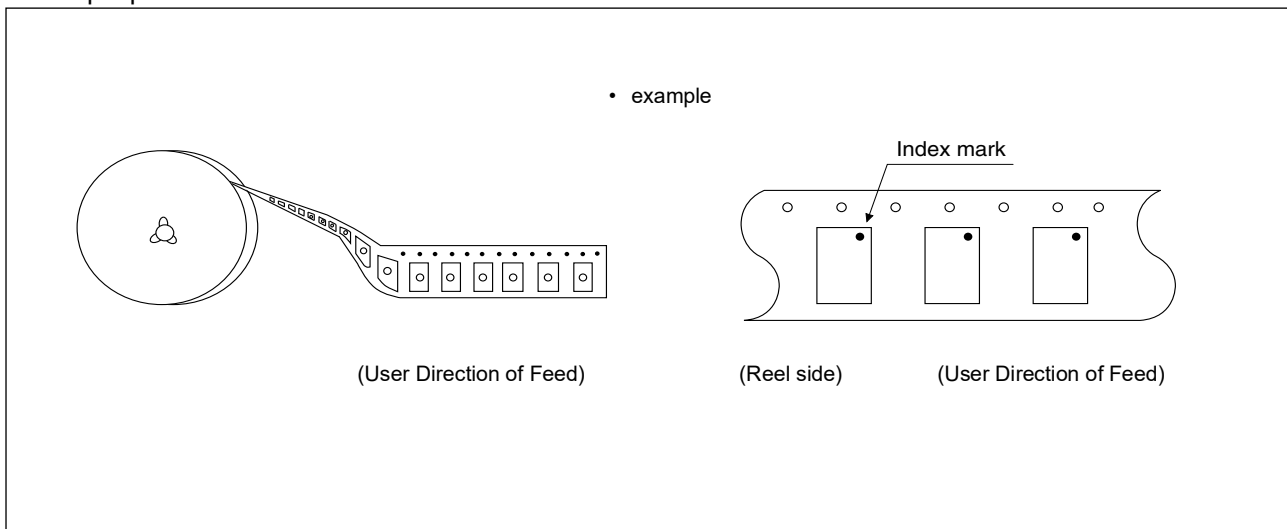 • example
Index mark
(User Direction of Feed)
(Reel side)
(User Direction of Feed)